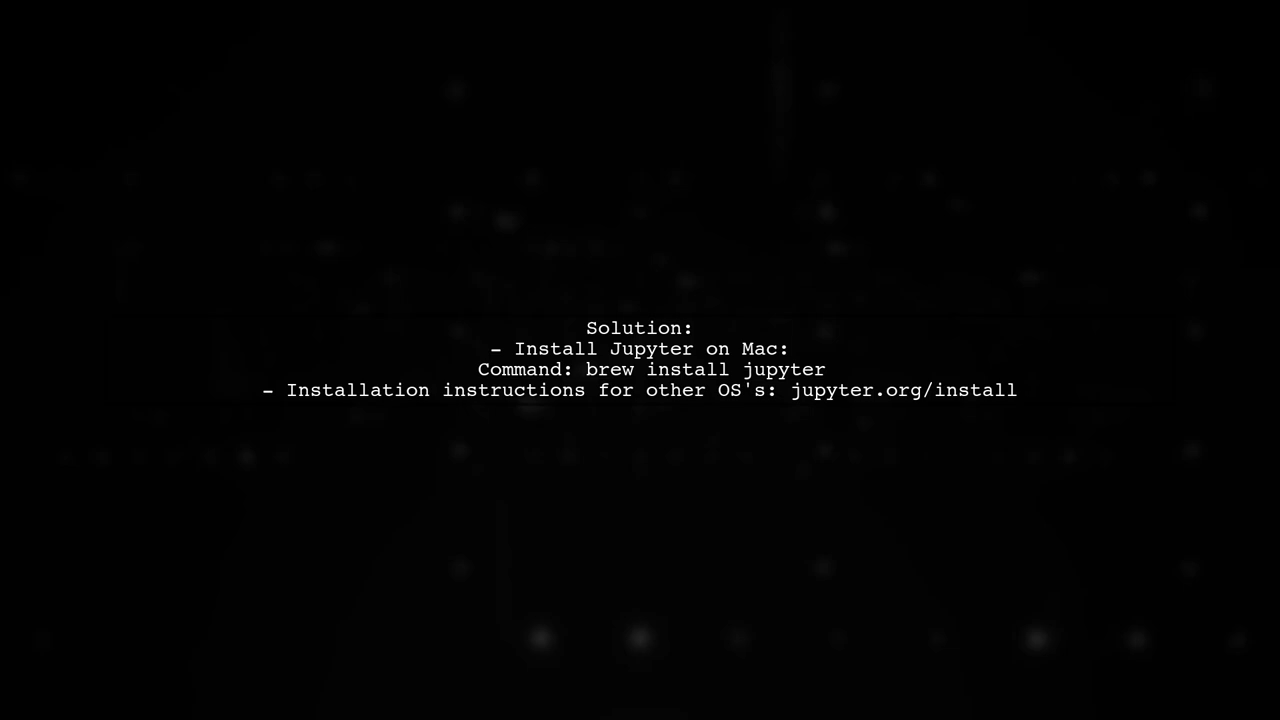 Solution:
- Install Jupyter on Mac:
Command: brew install jupyter
- Installation instructions for other OS's: jupyter.org/install